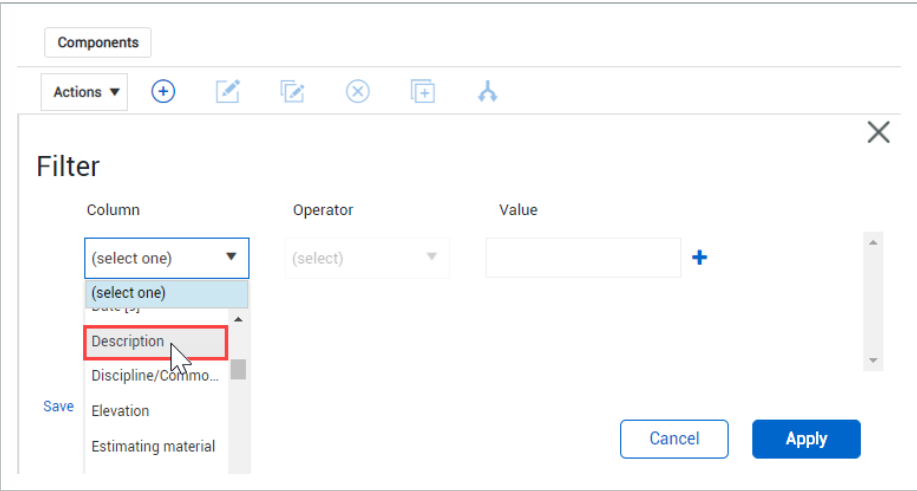 Components
Actions
Filter
Column Operator Value
(select one) (select)
(select one)
Description
Discipline/Commo...
Elevation
Save
Estimating material
Cancel Apply